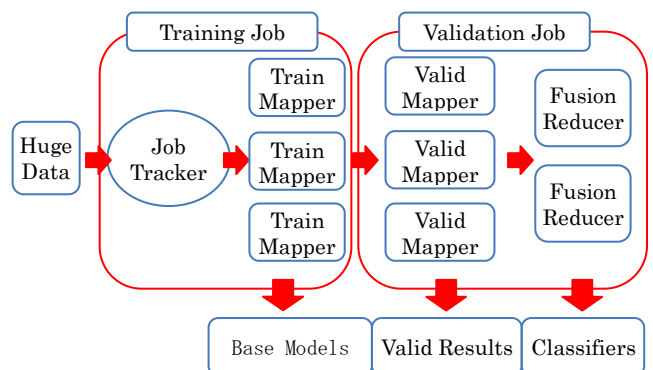 Training Job
Validation Job
Train
Mapper
Valid
Mapper
Fusion
Reducer
Huge
Data
Job
Tracker
Train
Mapper
Valid
Mapper
Fusion
Reducer
Train
Mapper
Valid
Mapper
Base Models
Valid Results
Classifiers